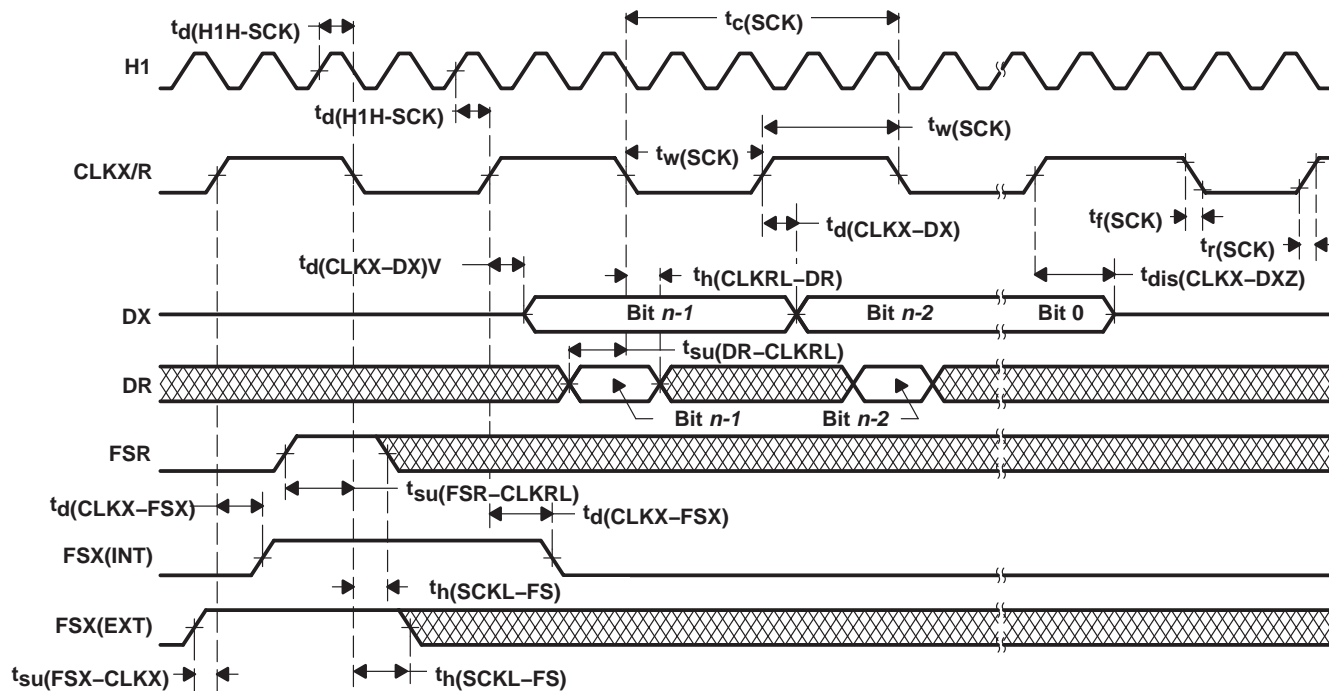 tc(SCK)
td(H1H-SCK)
H1
td(H1H-SCK)
tw(SCK)
tw(SCK)
CLKX/R
td(CLKX–DX)
tf(SCK)
tr(SCK)
td(CLKX–DX)V
th(CLKRL–DR)
tdis(CLKX-DXZ)
DX
Bit n-1
Bit n-2
Bit 0
tsu(DR–CLKRL)
DR
Bit n-1
Bit n-2
FSR
tsu(FSR–CLKRL)
td(CLKX–FSX)
td(CLKX–FSX)
FSX(INT)
th(SCKL–FS)
FSX(EXT)
tsu(FSX–CLKX)
th(SCKL–FS)